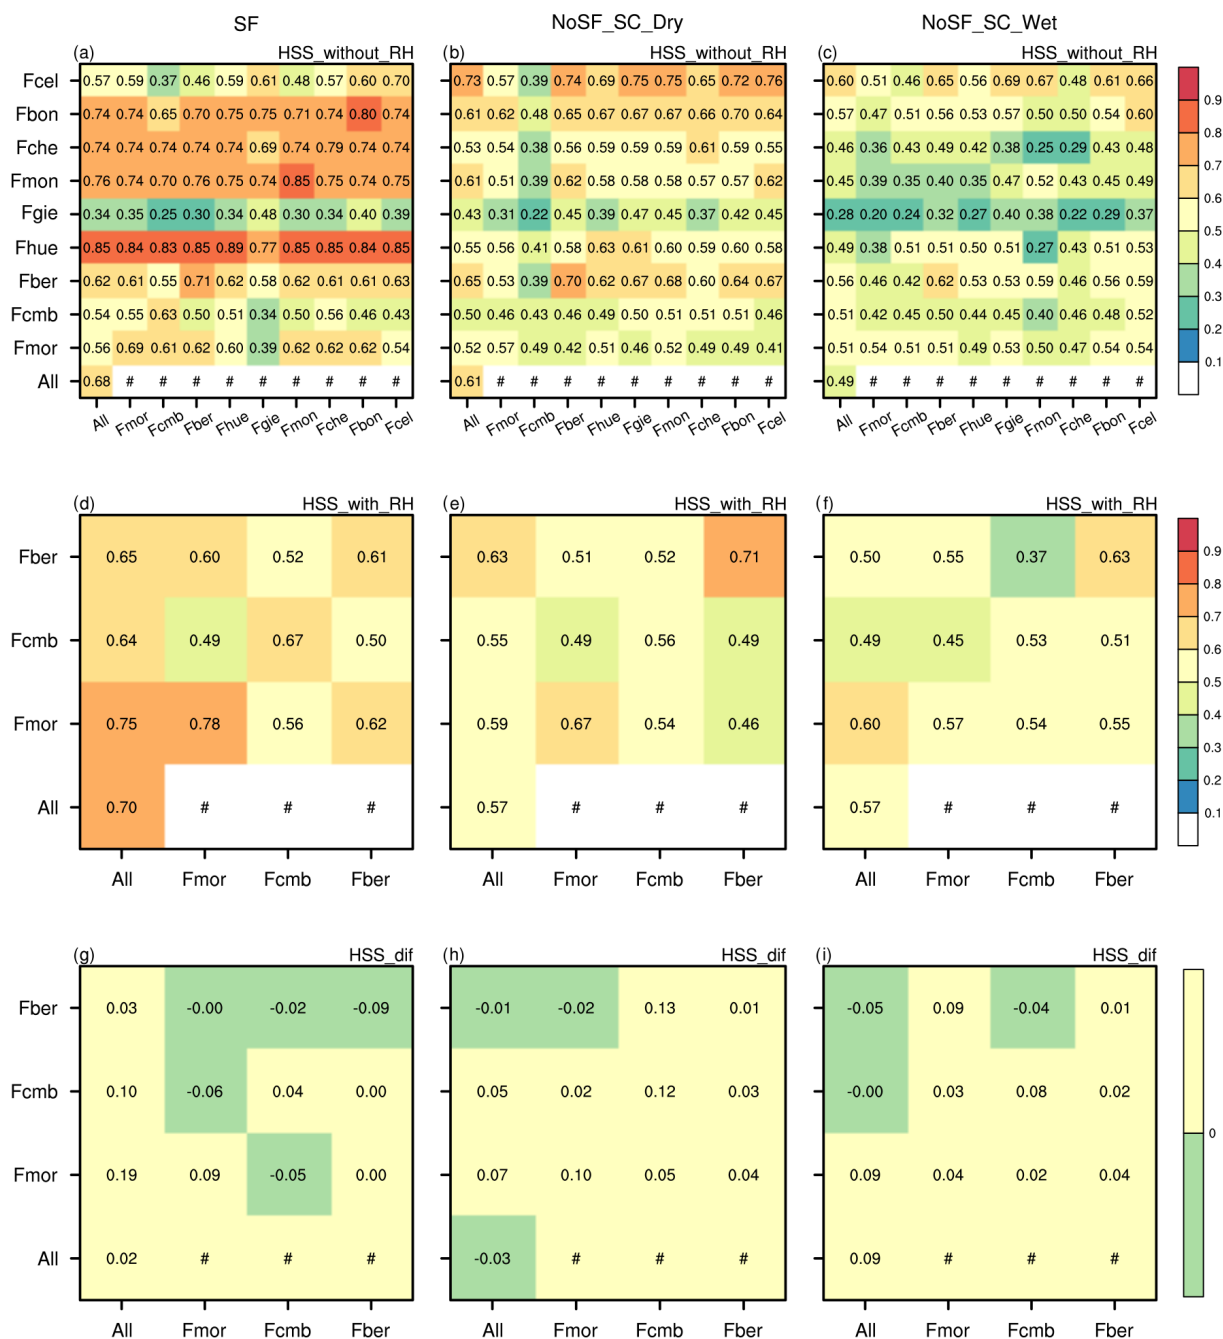 SF NoSF_SC_Dry NoSF_SC_Wet
(a) HSS_without_RH (b) HSS_without_RH (c) HSS_without_RH
Fcel 0.57 0.59 0.37 0.46 0.59 0.61 0.48 0.57 0.60 0.70 0.73 0.57 0.39 0.74 0.69 0.75 0.75 0.65 0.72 0.76 0.60 0.51 0.46 0.65 0.56 0.69 0.67 0.48 0.61 0.66
0.9
Fbon 0.74 0.74 0.65 0.70 0.75 0.75 0.71 0.74 0.80 0.74 0.61 0.62 0.48 0.65 0.67 0.67 0.67 0.66 0.70 0.64 0.57 0.47 0.51 0.56 0.53 0.57 0.50 0.50 0.54 0.60
0.8
Fche 0.74 0.74 0.74 0.74 0.74 0.69 0.74 0.79 0.74 0.74 0.53 0.54 0.38 0.56 0.59 0.59 0.59 0.61 0.59 0.55 0.46 0.36 0.43 0.49 0.42 0.38 0.25 0.29 0.43 0.48
0.7
Fmon 0.76 0.74 0.70 0.76 0.75 0.74 0.85 0.75 0.74 0.75 0.61 0.51 0.39 0.62 0.58 0.58 0.58 0.57 0.57 0.62 0.45 0.39 0.35 0.40 0.35 0.47 0.52 0.43 0.45 0.49
0.6
Fgie 0.34 0.35 0.25 0.30 0.34 0.48 0.30 0.34 0.40 0.39 0.43 0.31 0.22 0.45 0.39 0.47 0.45 0.37 0.42 0.45 0.28 0.20 0.24 0.32 0.27 0.40 0.38 0.22 0.29 0.37
0.5
Fhue 0.85 0.84 0.83 0.85 0.89 0.77 0.85 0.85 0.84 0.85 0.55 0.56 0.41 0.58 0.63 0.61 0.60 0.59 0.60 0.58 0.49 0.38 0.51 0.51 0.50 0.51 0.27 0.43 0.51 0.53
0.4
Fber 0.62 0.61 0.55 0.71 0.62 0.58 0.62 0.61 0.61 0.63 0.65 0.53 0.39 0.70 0.62 0.67 0.68 0.60 0.64 0.67 0.56 0.46 0.42 0.62 0.53 0.53 0.59 0.46 0.56 0.59
0.3
Fcmb 0.54 0.55 0.63 0.50 0.51 0.34 0.50 0.56 0.46 0.43 0.50 0.46 0.43 0.46 0.49 0.50 0.51 0.51 0.51 0.46 0.51 0.42 0.45 0.50 0.44 0.45 0.40 0.46 0.48 0.52
0.2
Fmor 0.56 0.69 0.61 0.62 0.60 0.39 0.62 0.62 0.62 0.54 0.52 0.57 0.49 0.42 0.51 0.46 0.52 0.49 0.49 0.41 0.51 0.54 0.51 0.51 0.49 0.53 0.50 0.47 0.54 0.54
0.1
All 0.68 # # # # # # # # # 0.61 # # # # # # # # # 0.49 # # # # # # # # #
All Fmor Fcmb Fber Fhue Fgie Fmon Fche Fbon Fcel All Fmor Fcmb Fber Fhue Fgie Fmon Fche Fbon Fcel All Fmor Fcmb Fber Fhue Fgie Fmon Fche Fbon Fcel
(d) HSS_with_RH (e) HSS_with_RH (f) HSS_with_RH
0.9
Fber 0.65 0.60 0.52 0.61 0.63 0.51 0.52 0.71 0.50 0.55 0.37 0.63
0.8
0.7
Fcmb 0.64 0.49 0.67 0.50 0.55 0.49 0.56 0.49 0.49 0.45 0.53 0.51
0.6
0.5
0.4
Fmor 0.75 0.78 0.56 0.62 0.59 0.67 0.54 0.46 0.60 0.57 0.54 0.55
0.3
0.2
All 0.70 # # # 0.57 # # # 0.57 # # #
0.1
All Fmor Fcmb Fber All Fmor Fcmb Fber All Fmor Fcmb Fber
(g) HSS_dif (h) HSS_dif (i) HSS_dif
Fber 0.03 -0.00 -0.02 -0.09 -0.01 -0.02 0.13 0.01 -0.05 0.09 -0.04 0.01
Fcmb 0.10 -0.06 0.04 0.00 0.05 0.02 0.12 0.03 -0.00 0.03 0.08 0.02
0
Fmor 0.19 0.09 -0.05 0.00 0.07 0.10 0.05 0.04 0.09 0.04 0.02 0.04
All 0.02 # # # -0.03 # # # 0.09 # # #
All Fmor Fcmb Fber All Fmor Fcmb Fber All Fmor Fcmb Fber